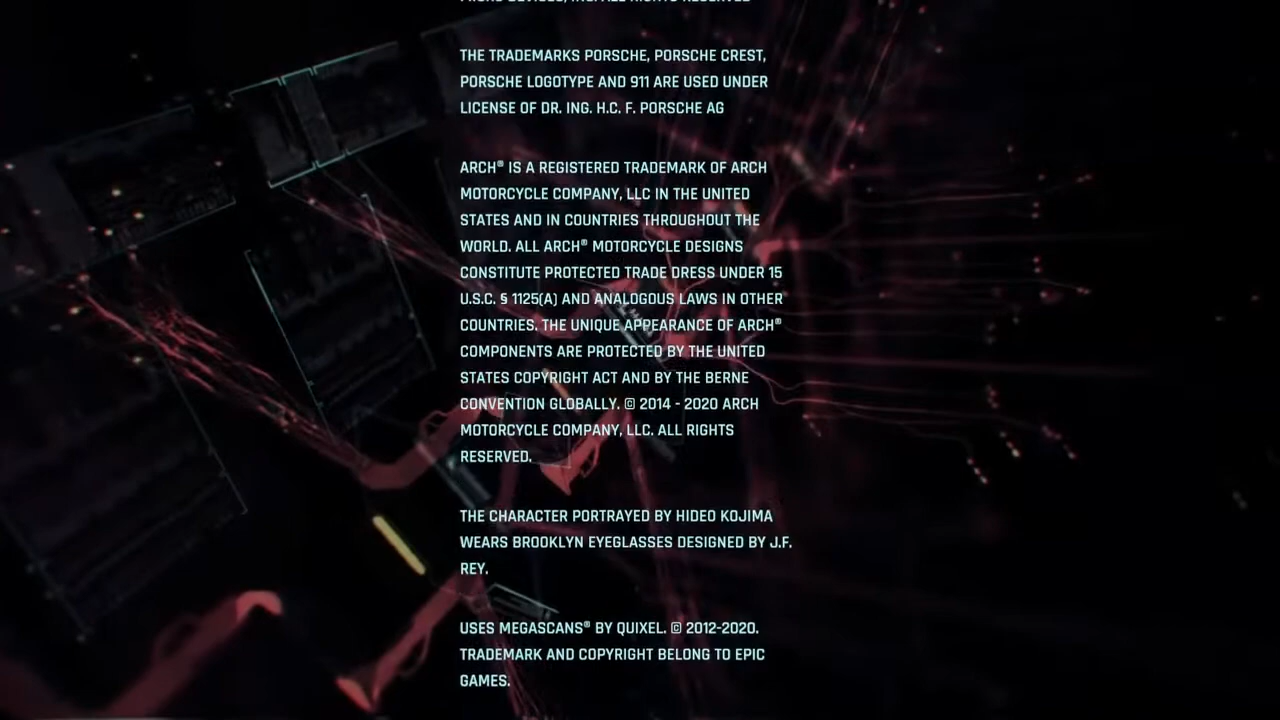 THE TRADEMARKS PORSCHE, PORSCHE CREST,
PORSCHE LOGOTYPE AND 911 ARE USED UNDER
LICENSE OF DR. ING. H.C. F. PORSCHE AG
ARCH® IS A REGISTERED TRADEMARK OF ARCH
MOTORCYCLE COMPANY, LLC IN THE UNITED
STATES AND IN COUNTRIES THROUGHOUT THE
WORLD. ALL ARCH® MOTORCYCLE DESIGNS
CONSTITUTE PROTECTED TRADE DRESS UNDER 15
U.S.C. § 1125(A) AND ANALOGOUS LAWS IN OTHER
COUNTRIES. THE UNIQUE APPEARANCE OF ARCH®
COMPONENTS ARE PROTECTED BY THE UNITED
STATES COPYRIGHT ACT AND BY THE BERNE
CONVENTION GLOBALLY. © 2014 - 2020 ARCH
MOTORCYCLE COMPANY, LLC. ALL RIGHTS
RESERVED.
THE CHARACTER PORTRAYED BY HIDEO KOJIMA
WEARS BROOKLYN EYEGLASSES DESIGNED BY J.F.
REY.
USES MEGASCANS® BY QUIXEL. © 2012-2020.
TRADEMARK AND COPYRIGHT BELONG TO EPIC
GAMES.